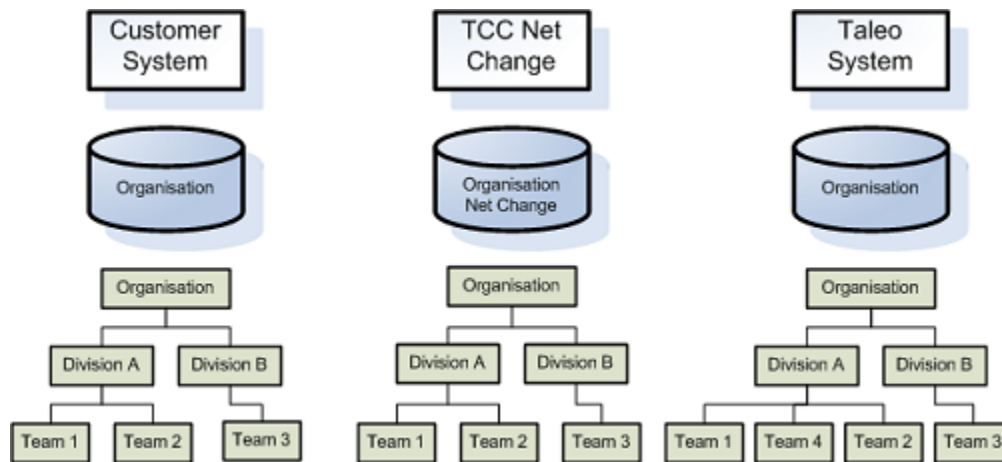 Customer
System
TCC Net
Change
Taleo
System
Organisation
Organisation
Net Change
Organisation
Organisation
Organisation
Organisation
Division A
Division B
Division A
Division B
Division A
Division B
Team 1
Team 2
Team 3
Team 1
Team 2
Team 3
Team 1
Team 4
Team 2
Team 3